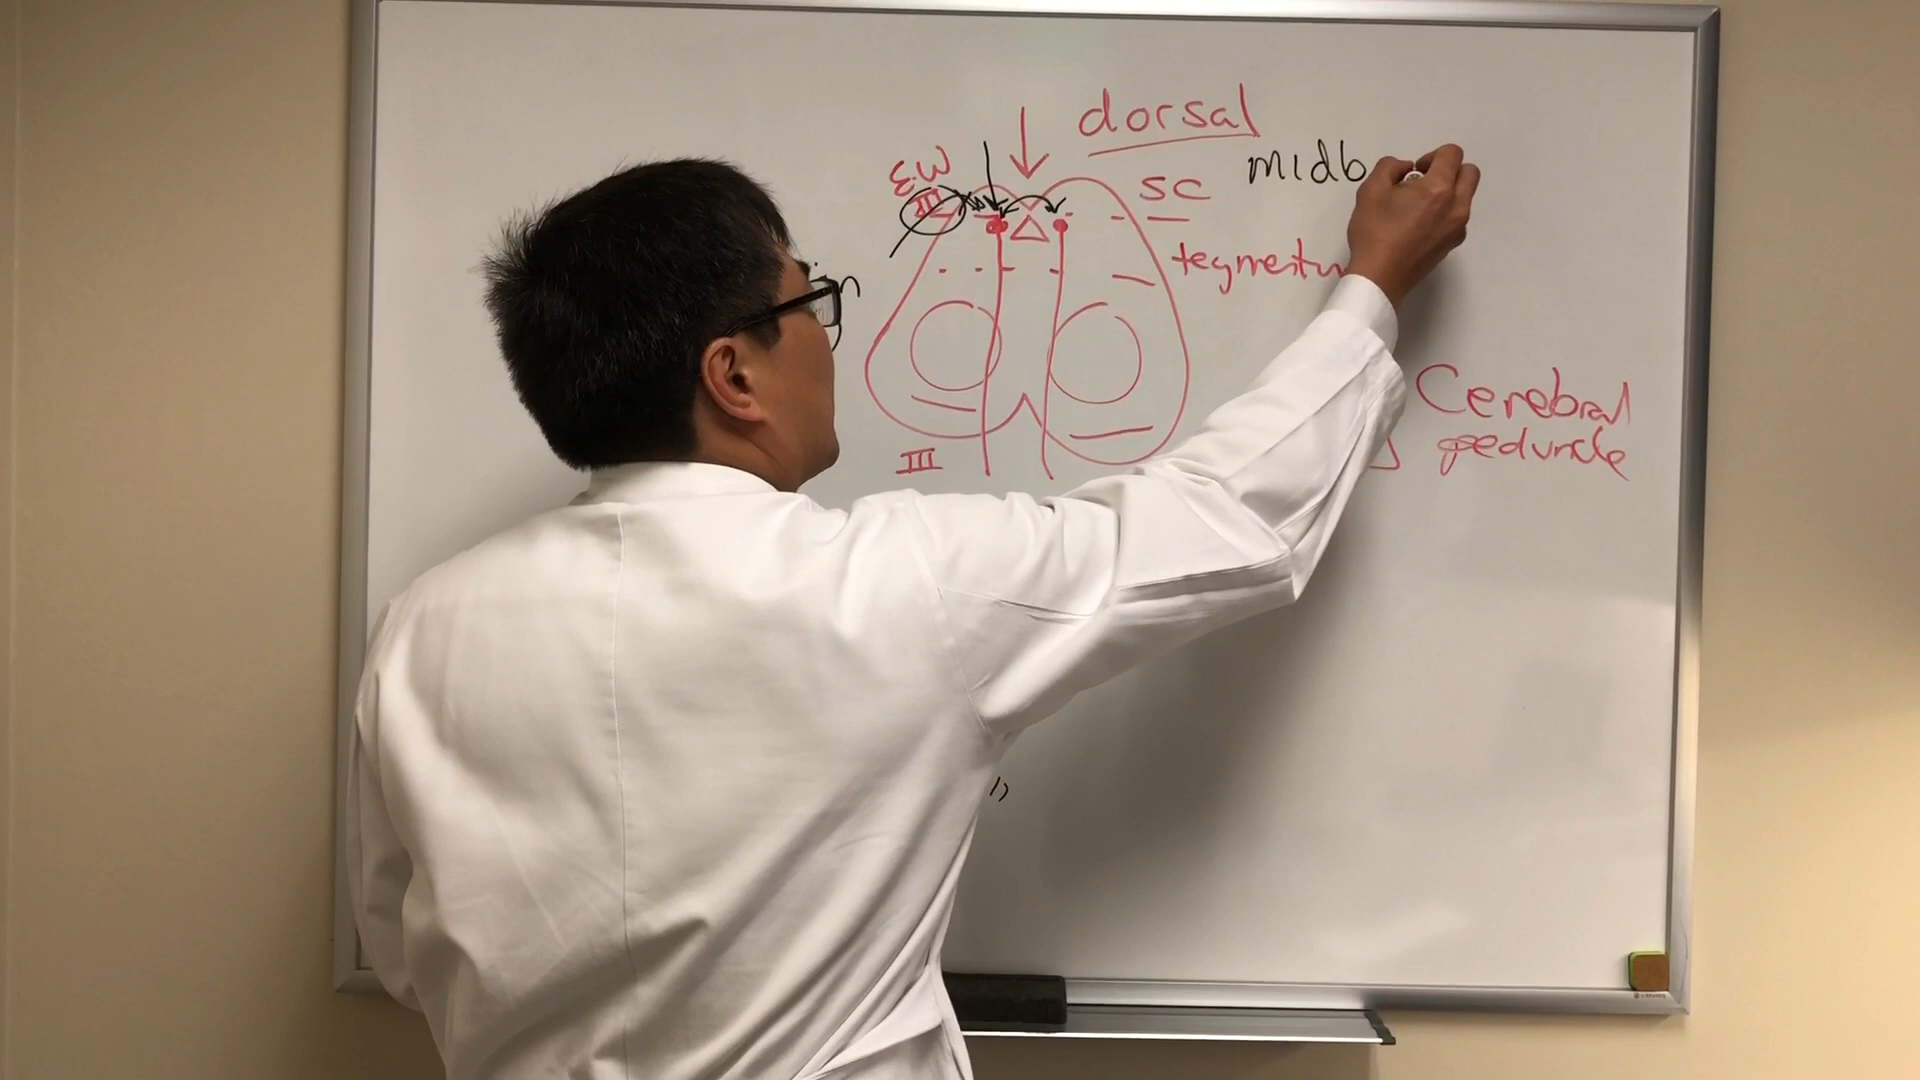 dorsal
E.W
III
SC
midb
tegmentu
Cerebral
peduncle
III